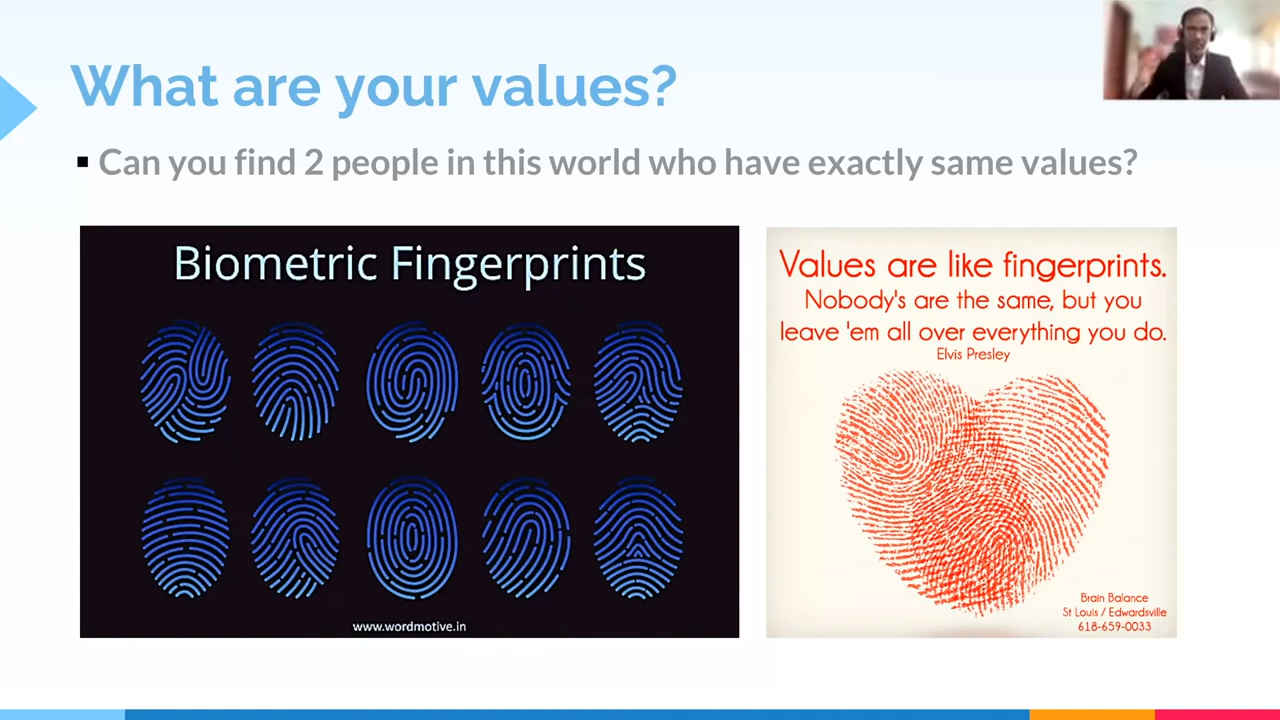 What are your values?
Can you find 2 people in this world who have exactly same values?
Biometric Fingerprints
www.wordmotive.in
Values are like fingerprints.
Nobody's are the same, but you
leave 'em all over everything you do.
Elvis Presley
Brain Balance
St Louis / Edwardsville
618-659-0033